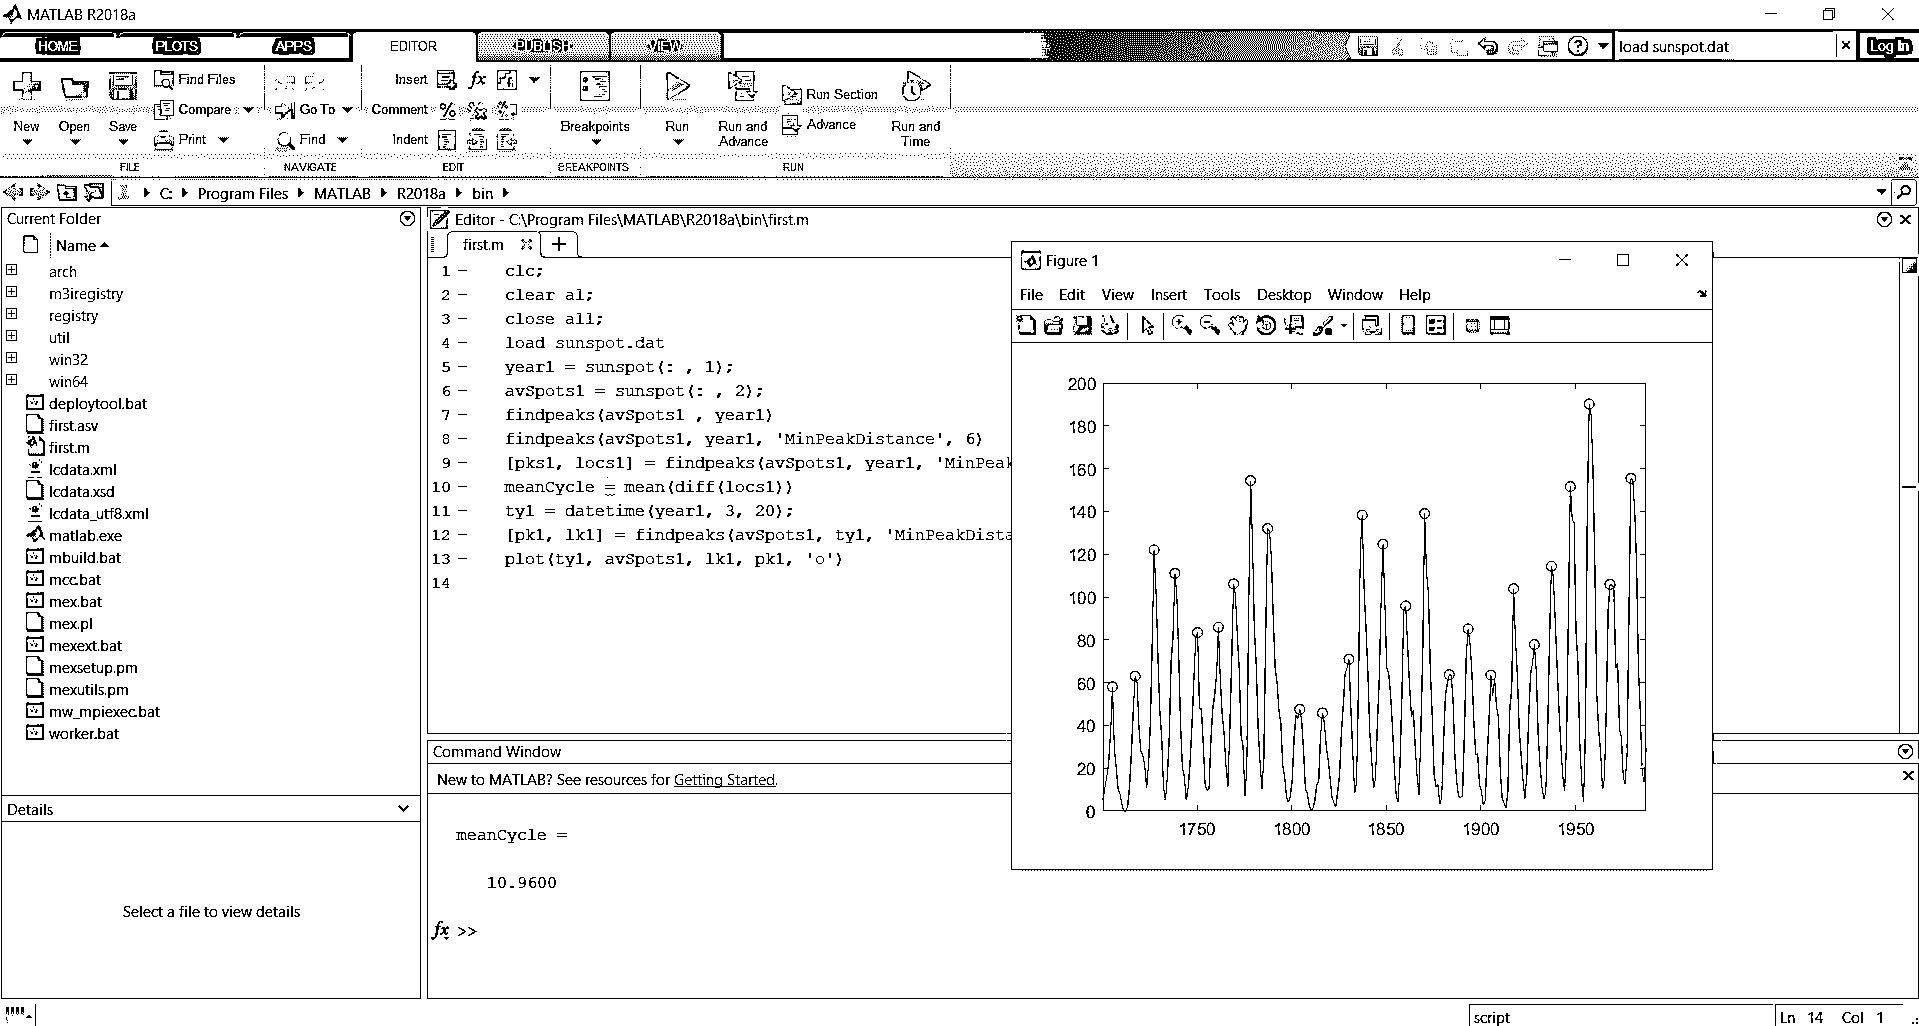 MATLAB R2018a
HOME PLOTS APPS EDITOR PUBLISH VIEW load sunspot.dat Log In
New Open Save Find Files Compare Print
FILE
Go To Find
NAVIGATE
Insert fx
Comment %
Indent
EDIT
Breakpoints
BREAKPOINTS
Run Run and Advance Run Section Advance Run and Time
RUN
C: Program Files MATLAB R2018a bin
Current Folder
Name
arch
m3iregistry
registry
util
win32
win64
deploytool.bat
first.asv
first.m
lcdata.xml
lcdata.xsd
lcdata_utf8.xml
matlab.exe
mbuild.bat
mcc.bat
mex.bat
mex.pl
mexext.bat
mexsetup.pm
mexutils.pm
mw_mpiexec.bat
worker.bat
Details
Select a file to view details
Editor - C:\Program Files\MATLAB\R2018a\bin\first.m
first.m +
1 - clc;
2 - clear al;
3 - close all;
4 - load sunspot.dat
5 - year1 = sunspot(: , 1);
6 - avSpots1 = sunspot(: , 2);
7 - findpeaks(avSpots1 , year1)
8 - findpeaks(avSpots1, year1, 'MinPeakDistance', 6)
9 - [pks1, locs1] = findpeaks(avSpots1, year1, 'MinPeak
10 - meanCycle = mean(diff(locs1))
11 - ty1 = datetime(year1, 3, 20);
12 - [pk1, lk1] = findpeaks(avSpots1, ty1, 'MinPeakDista
13 - plot(ty1, avSpots1, lk1, pk1, 'o')
14
Command Window
New to MATLAB? See resources for Getting Started.
meanCycle =
10.9600
fx >>
Figure 1
File Edit View Insert Tools Desktop Window Help
200
180
160
140
120
100
80
60
40
20
0
1750 1800 1850 1900 1950
script Ln 14 Col 1